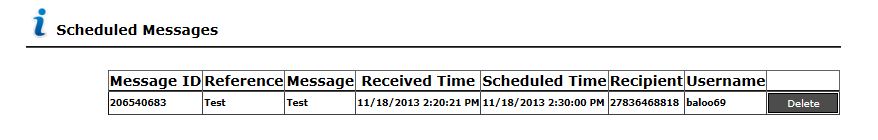 Scheduled Messages
Message ID Reference Message Received Time Scheduled Time Recipient Username
206540683 Test Test 11/18/2013 2:20:21 PM 11/18/2013 2:30:00 PM 27836468818 baloo69 Delete